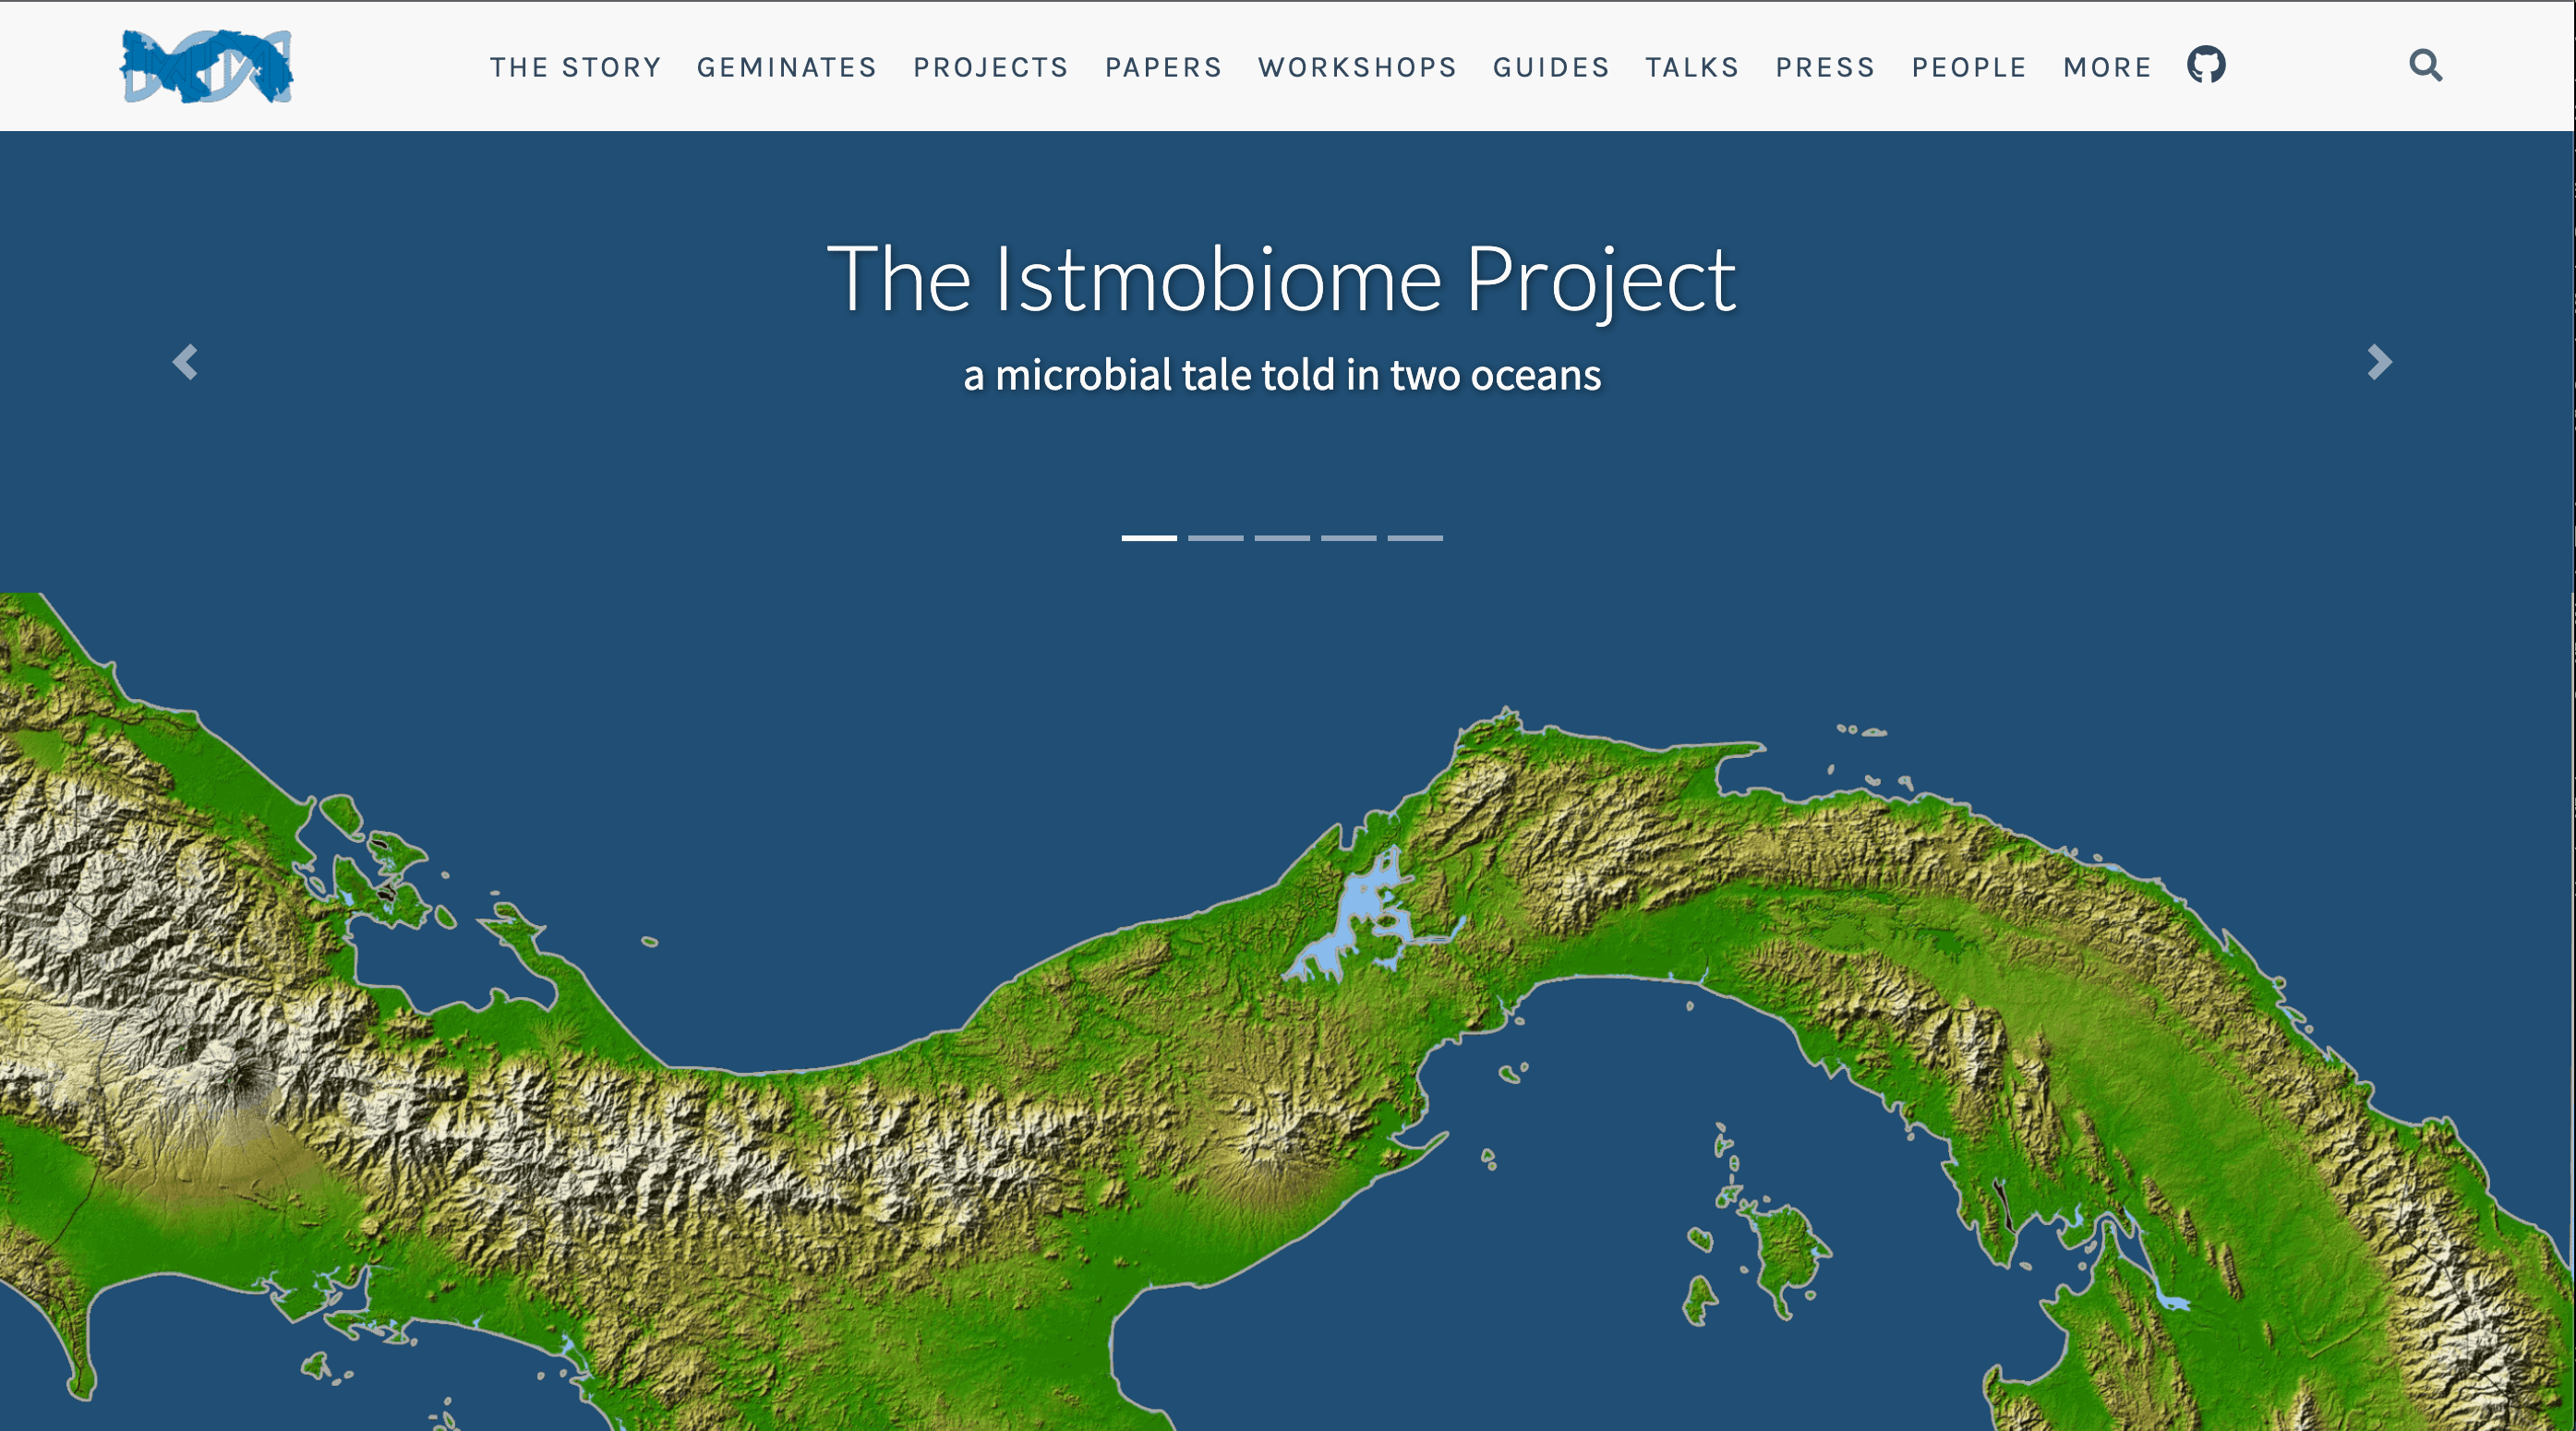 THE STORY GEMINATES PROJECTS PAPERS WORKSHOPS GUIDES TALKS PRESS PEOPLE MORE
The Istmobiome Project
a microbial tale told in two oceans